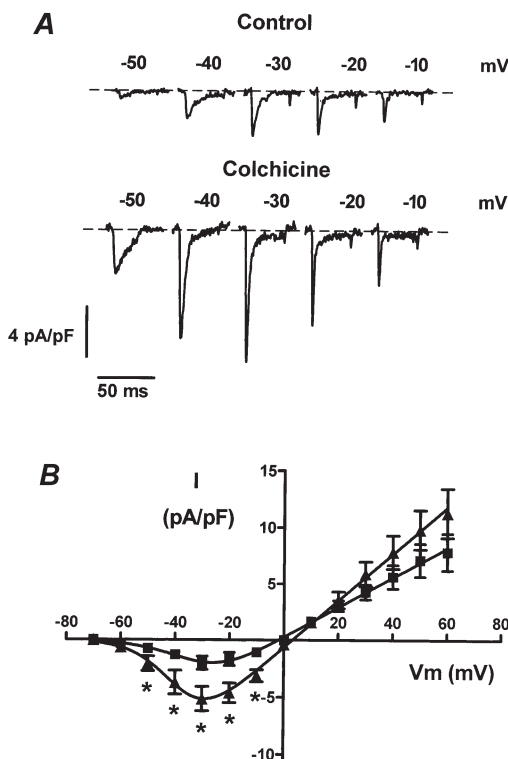 A
Control
-50 -40 -30 -20 -10 mV
Colchicine
-50 -40 -30 -20 -10 mV
4 pA/pF
50 ms
B
I
(pA/pF)
15
10
5
-80 -60 -40 -20 0 20 40 60 80
Vm (mV)
* * * * *
-5
-10